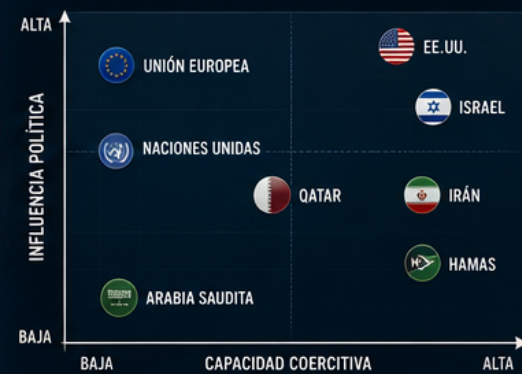 ALTA
EE.UU.
UNIÓN EUROPEA
ISRAEL
INFLUENCIA POLÍTICA
NACIONES UNIDAS
QATAR
IRÁN
HAMAS
ARABIA SAUDITA
BAJA
BAJA
CAPACIDAD COERCITIVA
ALTA